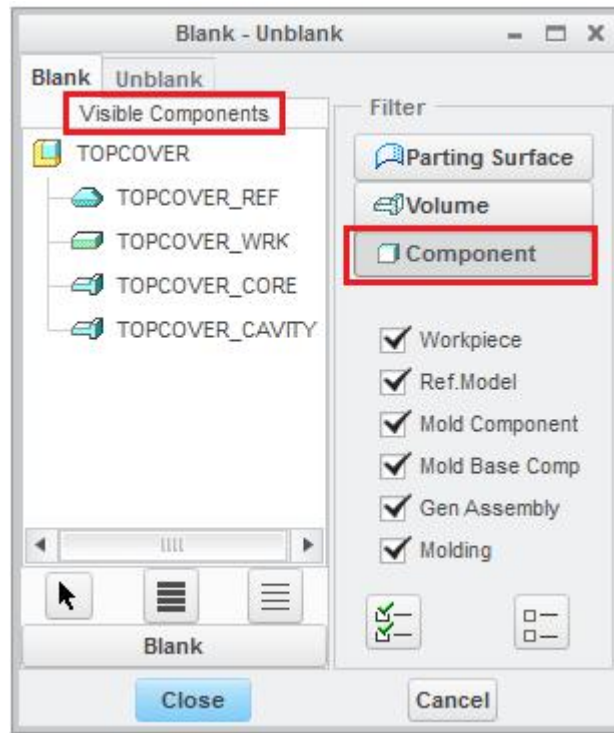 Blank - Unblank
Blank Unblank
Visible Components
TOPCOVER
TOPCOVER_REF
TOPCOVER_WRK
TOPCOVER_CORE
TOPCOVER_CAVITY
Blank
Filter
Parting Surface
Volume
Component
Workpiece
Ref.Model
Mold Component
Mold Base Comp
Gen Assembly
Molding
Close
Cancel